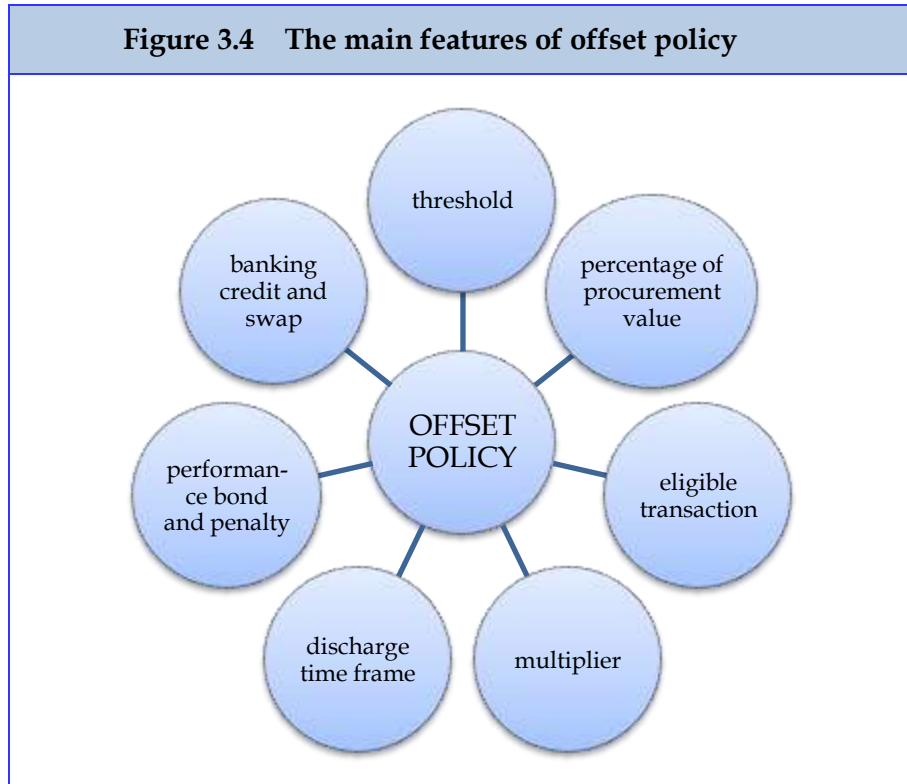 Figure 3.4 The main features of offset policy
threshold
percentage of
procurement
value
eligible
transaction
multiplier
discharge
time frame
performan-
ce bond
and penalty
banking
credit and
swap
OFFSET
POLICY